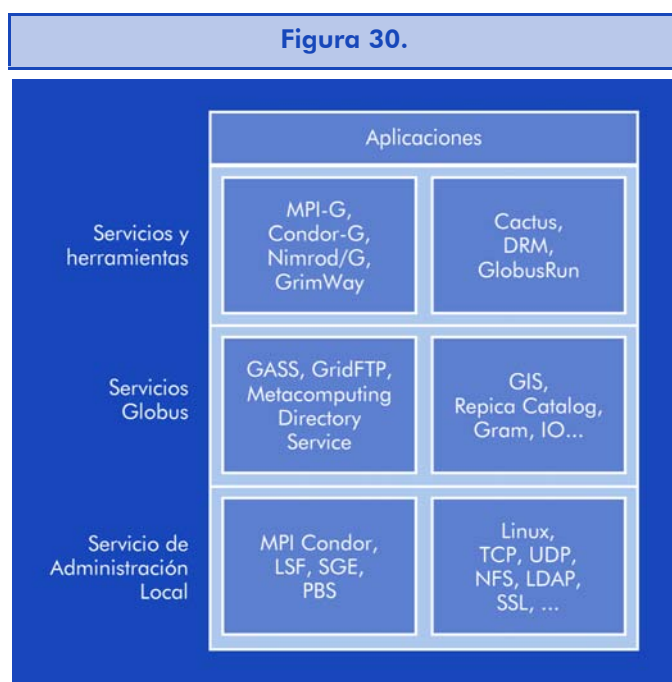 Figura 30.
Aplicaciones
Servicios y
herramientas
MPI-G,
Condor-G,
Nimrod/G,
GrimWay
Cactus,
DRM,
GlobusRun
Servicios
Globus
GASS, GridFTP,
Metacomputing
Directory
Service
GIS,
Repica Catalog,
Gram, IO...
Servicio de
Administración
Local
MPI Condor,
LSF, SGE,
PBS
Linux,
TCP, UDP,
NFS, LDAP,
SSL, ...